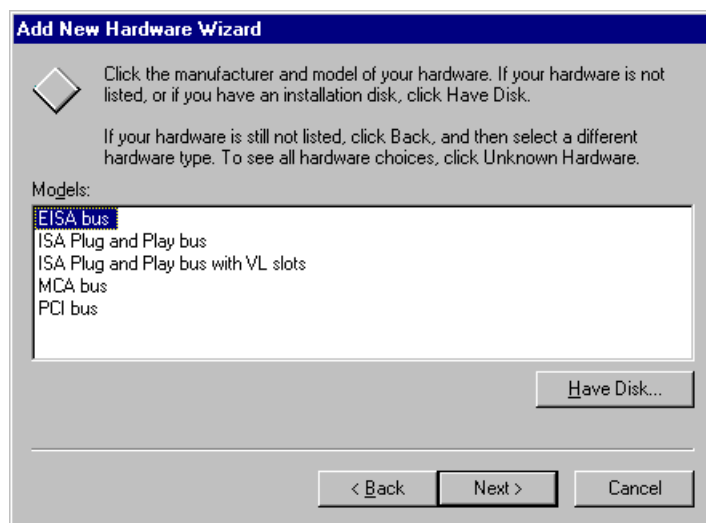 Add New Hardware Wizard
Click the manufacturer and model of your hardware. If your hardware is not
listed, or if you have an installation disk, click Have Disk.
If your hardware is still not listed, click Back, and then select a different
hardware type. To see all hardware choices, click Unknown Hardware.
Models:
EISA bus
ISA Plug and Play bus
ISA Plug and Play bus with VL slots
MCA bus
PCI bus
Have Disk...
< Back
Next >
Cancel